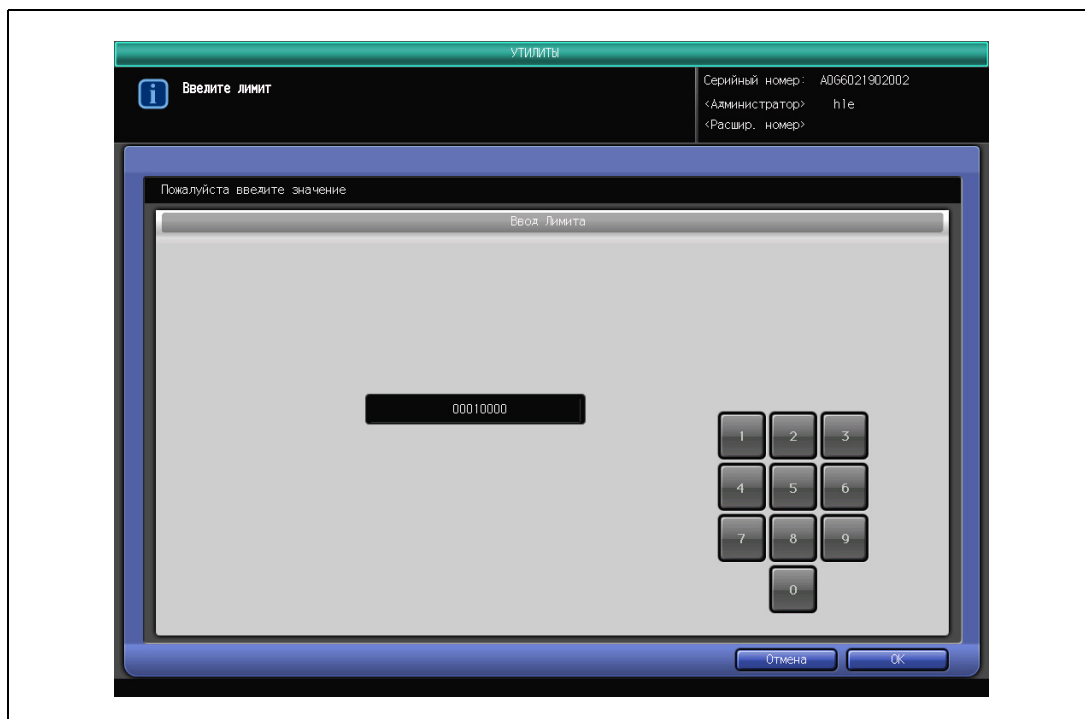 УТИЛИТЫ
Введите лимит
Серийный номер: A0G6021902002
<Администратор> hle
<Расшир. номер>
Пожалуйста введите значение
Ввод Лимита
00010000
1 2 3
4 5 6
7 8 9
0
Отмена OK